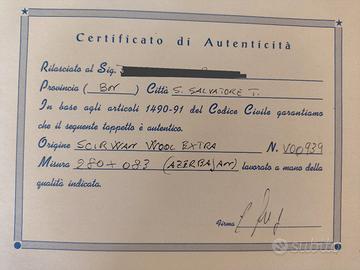 Certificato di Autenticità
Rilasciato al Sig.
Provincia ( BN ) Città S. SALVATORE T.
In base agli articoli 1490-91 del Codice Civile garantiamo
che il seguente tappetto è autentico.
Origine SCIRWAN WOOL EXTRA N. V00939
Misura 280+083 (AZERBAJAN) lavorato a mano della
qualità indicata.
Firma
Subito